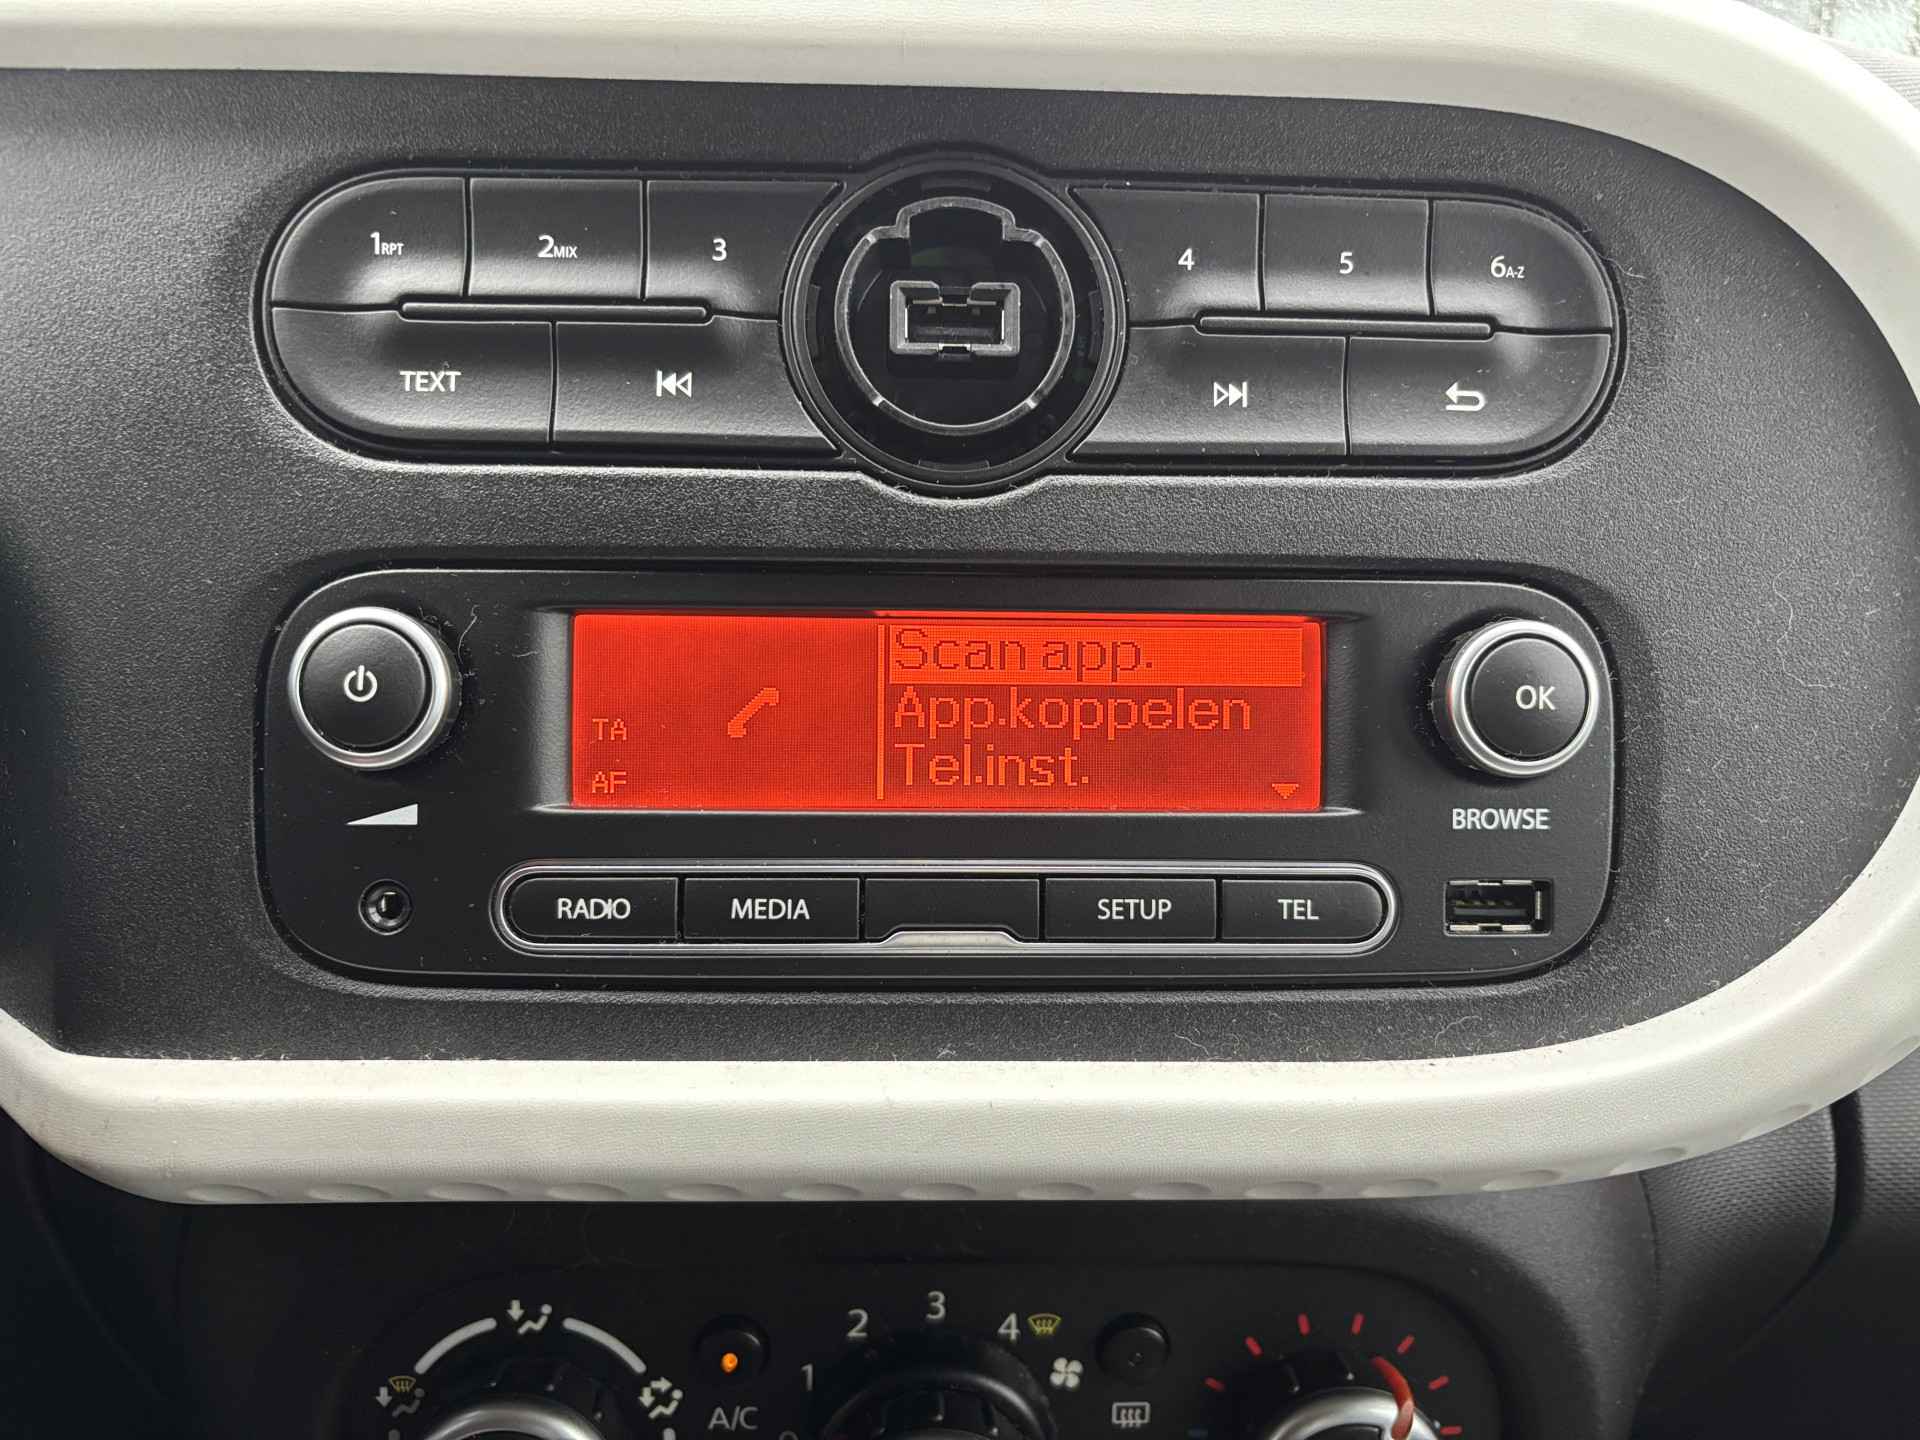 1RPT
2MIX
3
4
5
6A-Z
TEXT
Scan app.
App.koppelen
Tel.inst.
TA
AF
OK
BROWSE
RADIO
MEDIA
SETUP
TEL
1
2
3
4
0
A/C